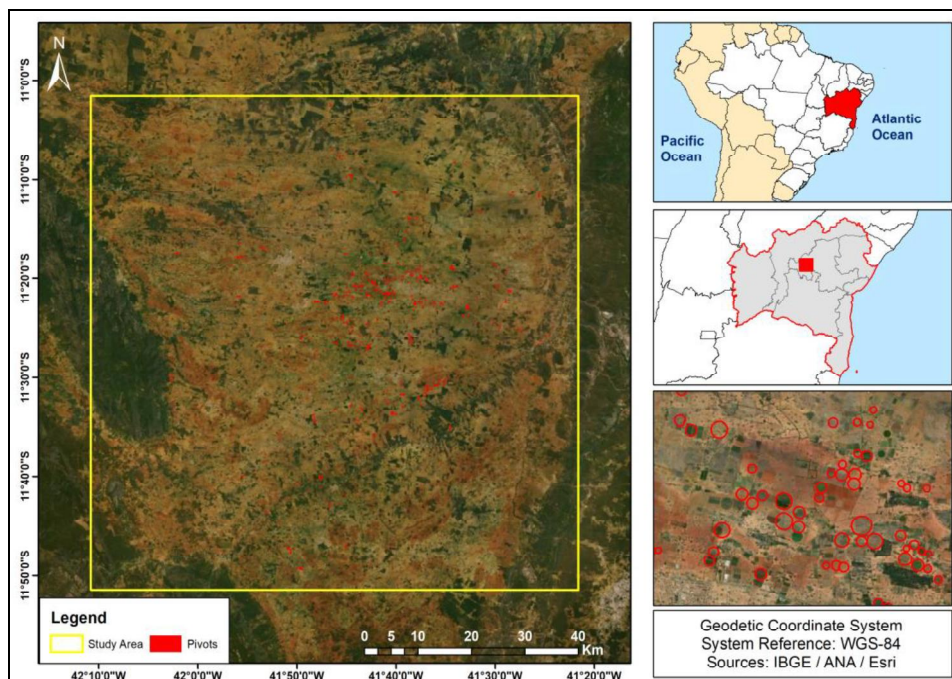 N
11°0'0"S
11°10'0"S
11°20'0"S
11°30'0"S
11°40'0"S
11°50'0"S
Legend
Study Area
Pivots
0 5 10 20 30 40
Km
42°10'0"W
42°0'0"W
41°50'0"W
41°40'0"W
41°30'0"W
41°20'0"W
Pacific
Ocean
Atlantic
Ocean
Geodetic Coordinate System
System Reference: WGS-84
Sources: IBGE / ANA / Esri